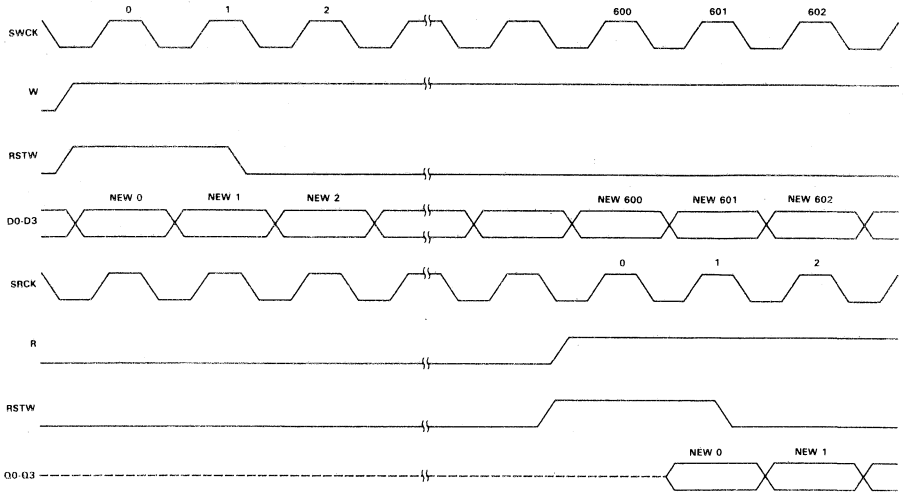 0 1 2 600 601 602
SWCK
W
RSTW
NEW 0 NEW 1 NEW 2 NEW 600 NEW 601 NEW 602
D0-D3
0 1 2
SRCK
R
RSTW
NEW 0 NEW 1
Q0-Q3